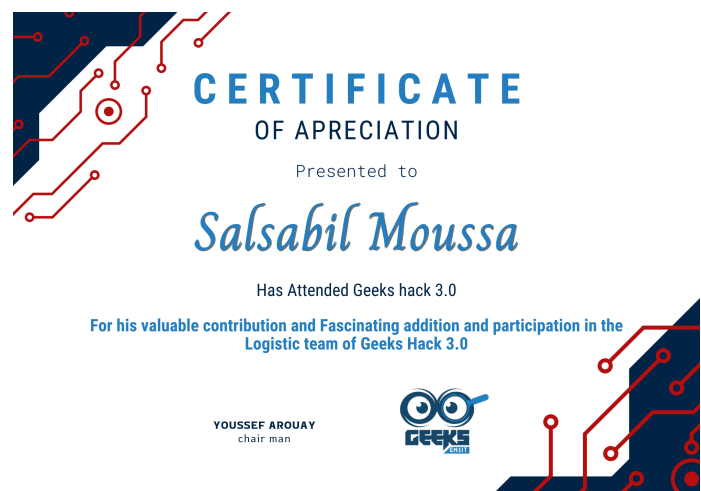 CERTIFICATE
OF APRECIATION
Presented to
Salsabil Moussa
Has Attended Geeks hack 3.0
For his valuable contribution and Fascinating addition and participation in the
Logistic team of Geeks Hack 3.0
YOUSSEF AROUAY
chair man
GEEKS